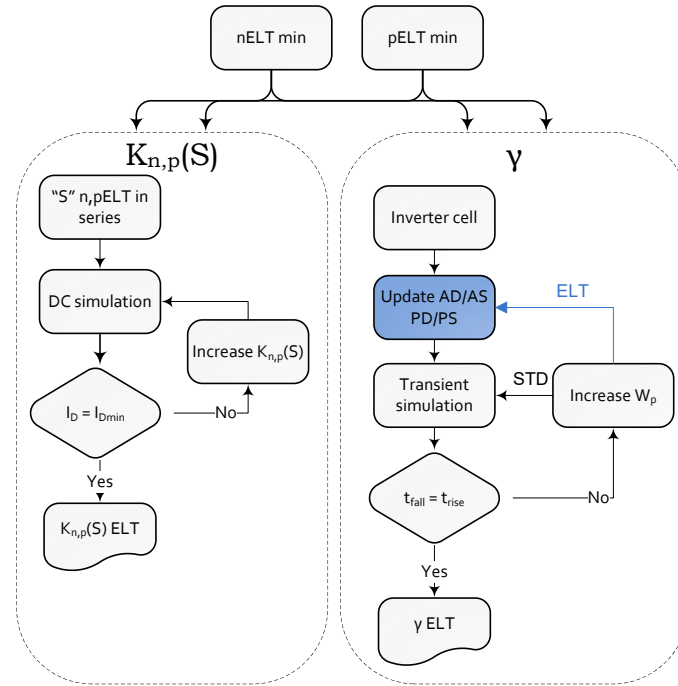 nELT min
pELT min
Kn,p(S)
"S" n,pELT in
series
DC simulation
Increase Kn,p(S)
ID = IDmin
No
Yes
Kn,p(S) ELT
γ
Inverter cell
Update AD/AS
PD/PS
ELT
Transient
simulation
STD
Increase Wp
tfall = trise
No
Yes
γ ELT